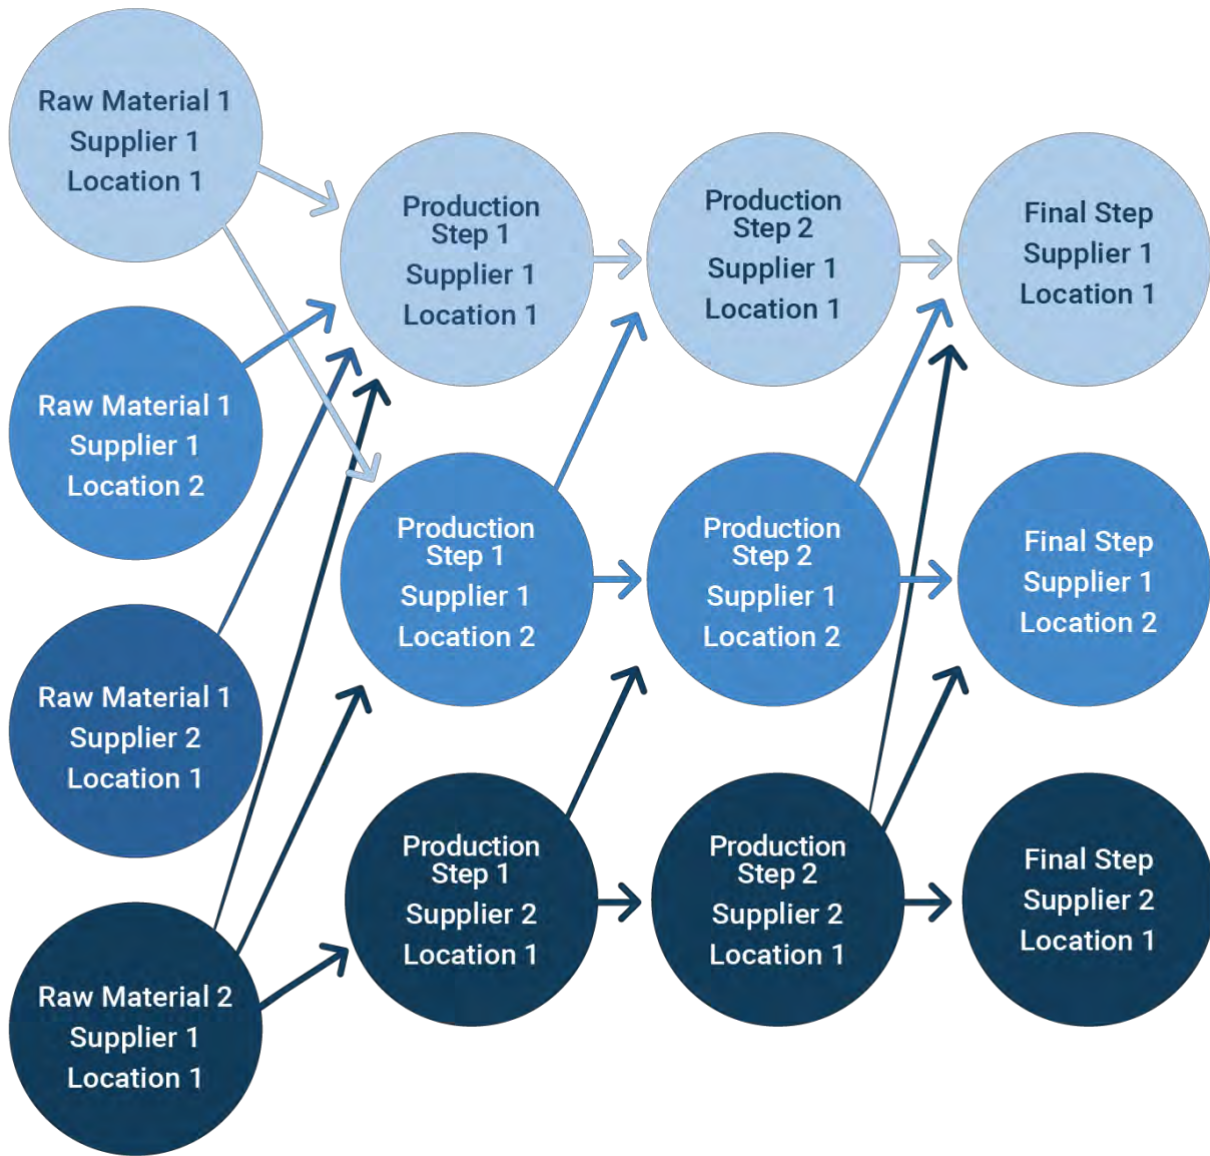 Raw Material 1
Supplier 1
Location 1
Raw Material 1
Supplier 1
Location 2
Raw Material 1
Supplier 2
Location 1
Raw Material 2
Supplier 1
Location 1
Production
Step 1
Supplier 1
Location 1
Production
Step 1
Supplier 1
Location 2
Production
Step 1
Supplier 2
Location 1
Production
Step 2
Supplier 1
Location 1
Production
Step 2
Supplier 1
Location 2
Production
Step 2
Supplier 2
Location 1
Final Step
Supplier 1
Location 1
Final Step
Supplier 1
Location 2
Final Step
Supplier 2
Location 1